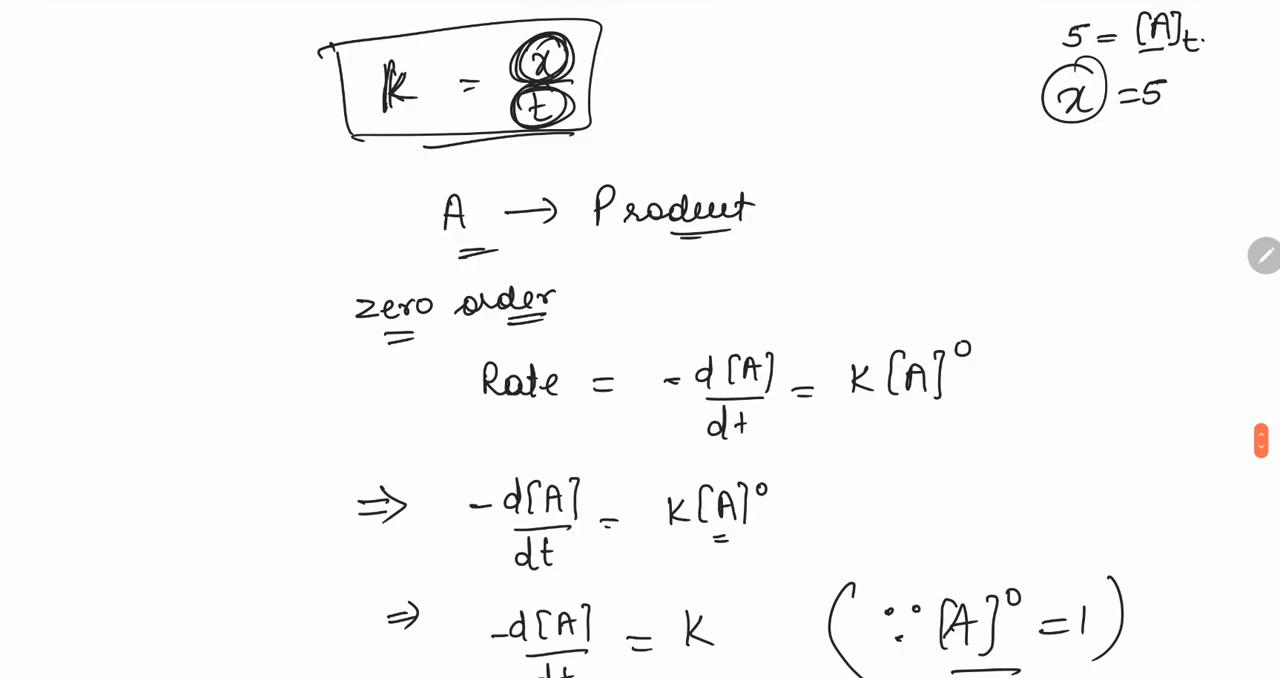 K = x/t
5 = [A]t.
x = 5
A → Product
zero order
Rate = -d[A]/dt = K[A]⁰
⇒ -d[A]/dt = K[A]⁰
⇒ -d[A]/dt = K (∵ [A]⁰ = 1)